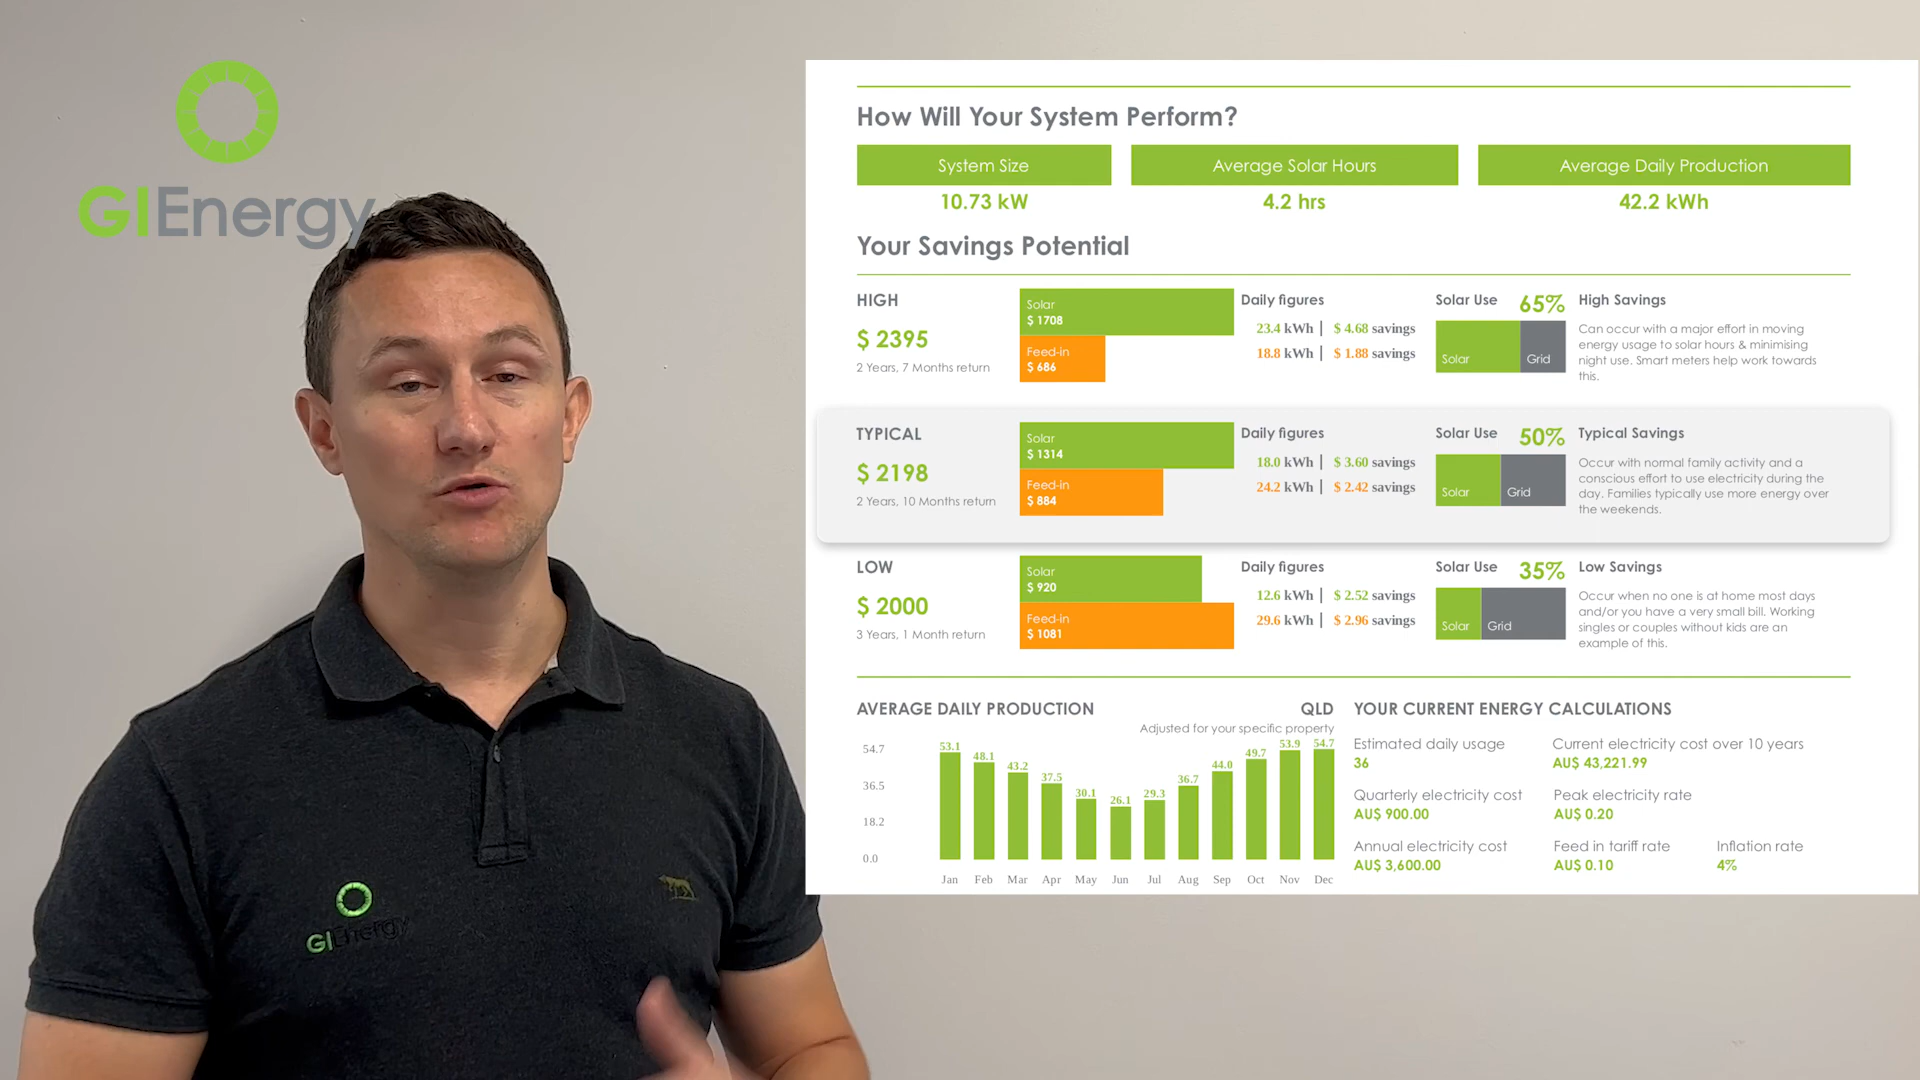 GIEnergy
How Will Your System Perform?
System Size
Average Solar Hours
Average Daily Production
10.73 kW
4.2 hrs
42.2 kWh
Your Savings Potential
HIGH
$ 2395
2 Years, 7 Months return
Solar
$ 1708
Feed-in
$ 686
Daily figures
23.4 kWh | $ 4.68 savings
18.8 kWh | $ 1.88 savings
Solar Use 65%
Solar
Grid
High Savings
Can occur with a major effort in moving
energy usage to solar hours & minimising
night use. Smart meters help work towards
this.
TYPICAL
$ 2198
2 Years, 10 Months return
Solar
$ 1314
Feed-in
$ 884
Daily figures
18.0 kWh | $ 3.60 savings
24.2 kWh | $ 2.42 savings
Solar Use 50%
Solar
Grid
Typical Savings
Occur with normal family activity and a
conscious effort to use electricity during the
day. Families typically use more energy over
the weekends.
LOW
$ 2000
3 Years, 1 Month return
Solar
$ 920
Feed-in
$ 1081
Daily figures
12.6 kWh | $ 2.52 savings
29.6 kWh | $ 2.96 savings
Solar Use 35%
Solar
Grid
Low Savings
Occur when no one is at home most days
and/or you have a very small bill. Working
singles or couples without kids are an
example of this.
AVERAGE DAILY PRODUCTION
QLD
Adjusted for your specific property
54.7
36.5
18.2
0.0
53.1
48.1
43.2
37.5
30.1
26.1
29.3
36.7
44.0
49.7
53.9
54.7
Jan Feb Mar Apr May Jun Jul Aug Sep Oct Nov Dec
YOUR CURRENT ENERGY CALCULATIONS
Estimated daily usage
36
Current electricity cost over 10 years
AU$ 43,221.99
Quarterly electricity cost
AU$ 900.00
Peak electricity rate
AU$ 0.20
Annual electricity cost
AU$ 3,600.00
Feed in tariff rate
AU$ 0.10
Inflation rate
4%
GIEnergy